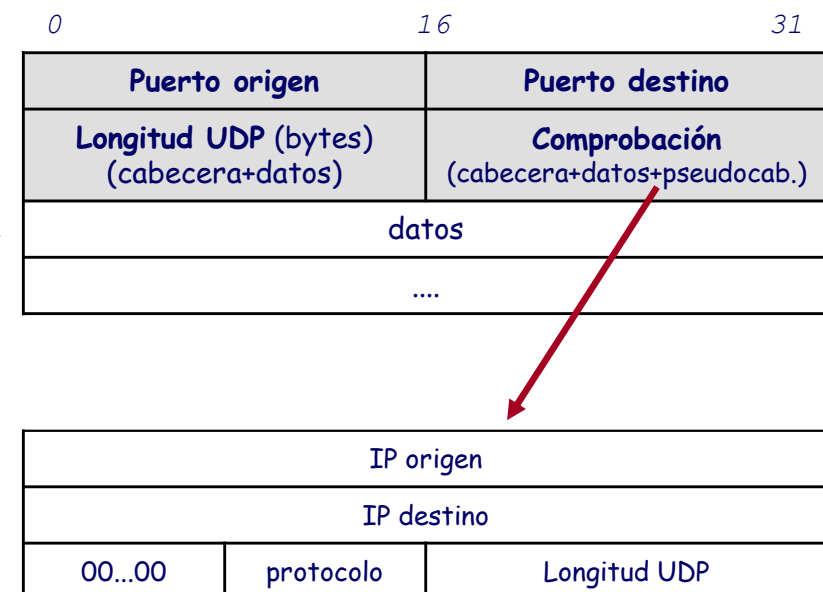 0 16 31
Puerto origen Puerto destino
Longitud UDP (bytes) Comprobación
(cabecera+datos) (cabecera+datos+pseudocab.)
datos
....
IP origen
IP destino
00...00 protocolo Longitud UDP